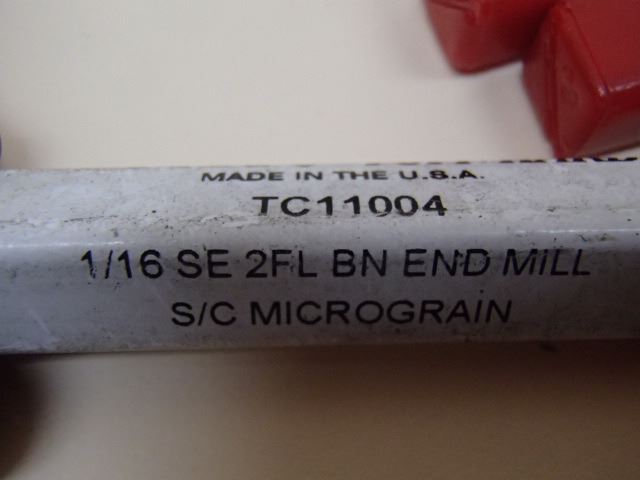 MADE IN THE U.S.A.
TC11004
1/16 SE 2FL BN END MILL
S/C MICROGRAIN